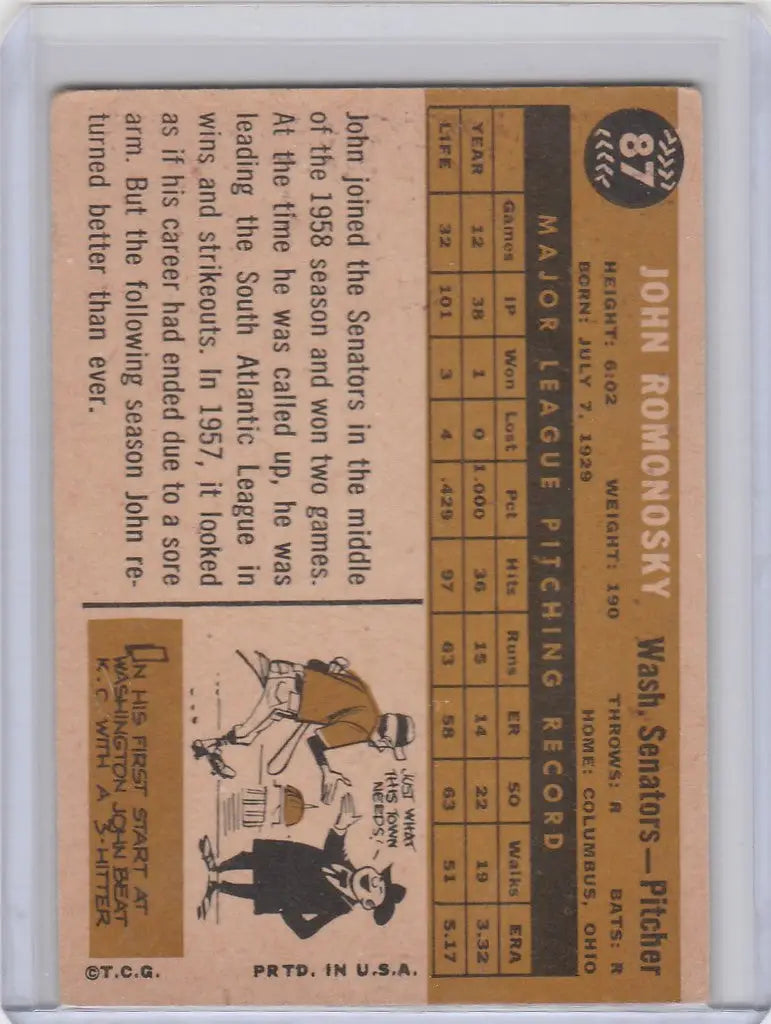 87
JOHN ROMONOSKY Wash. Senators—Pitcher
HEIGHT: 6:02 WEIGHT: 190 THROWS: R BATS: R
BORN: JULY 7, 1929 HOME: COLUMBUS, OHIO
MAJOR LEAGUE PITCHING RECORD
Games IP Won Lost Pct Hits Runs ER SO Walks ERA
YEAR 12 38 1 0 1.000 36 15 14 22 19 3.32
LIFE 32 101 3 4 .429 97 63 58 63 51 5.17
John joined the Senators in the middle
of the 1958 season and won two games.
At the time he was called up, he was
leading the South Atlantic League in
wins and strikeouts. In 1957, it looked
as if his career had ended due to a sore
arm. But the following season John re-
turned better than ever.
JUST WHAT
THIS TOWN
NEEDS!
IN HIS FIRST START AT
WASHINGTON JOHN BEAT
K.C. WITH A 3-HITTER
©T.C.G. PRTD. IN U.S.A.